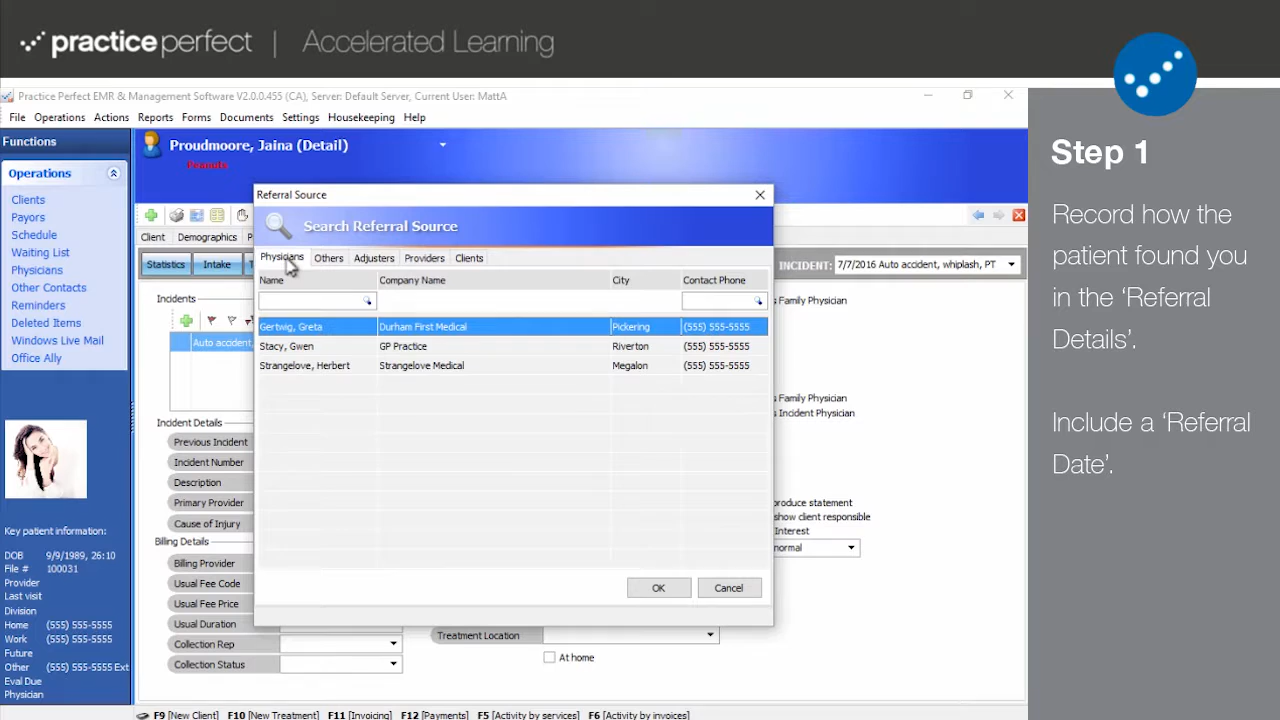 practiceperfect | Accelerated Learning
Practice Perfect EMR & Management Software V2.0.0.455 (CA), Server: Default Server, Current User: MattA
File Operations Actions Reports Forms Documents Settings Housekeeping Help
Functions
Operations
Clients
Payors
Schedule
Waiting List
Physicians
Other Contacts
Reminders
Deleted Items
Windows Live Mail
Office Ally
Key patient information:
DOB 9/9/1989, 26:10
File # 100031
Provider
Last visit
Division
Home (555) 555-5555
Work (555) 555-5555
Future
Other (555) 555-5555 Ext
Eval Due
Physician
Proudmoore, Jaina (Detail)
Peanuts
Client Demographics P
Statistics Intake T
INCIDENT: 7/7/2016 Auto accident, whiplash, PT
Incidents
Auto accident
Incident Details
Previous Incident
Incident Number
Description
Primary Provider
Cause of Injury
Billing Details
Billing Provider
Usual Fee Code
Usual Fee Price
Usual Duration
Collection Rep
Collection Status
Referral Source
Search Referral Source
Physicians Others Adjusters Providers Clients
Name Company Name City Contact Phone
Gertwig, Greta Durham First Medical Pickering (555) 555-5555
Stacy, Gwen GP Practice Riverton (555) 555-5555
Strangelove, Herbert Strangelove Medical Megalon (555) 555-5555
OK Cancel
s Family Physician
s Family Physician
s Incident Physician
produce statement
show client responsible
Interest
normal
Treatment Location
At home
F9 [New Client] F10 [New Treatment] F11 [Invoicing] F12 [Payments] F5 [Activity by services] F6 [Activity by invoices]
Step 1
Record how the
patient found you
in the ‘Referral
Details’.
Include a ‘Referral
Date’.